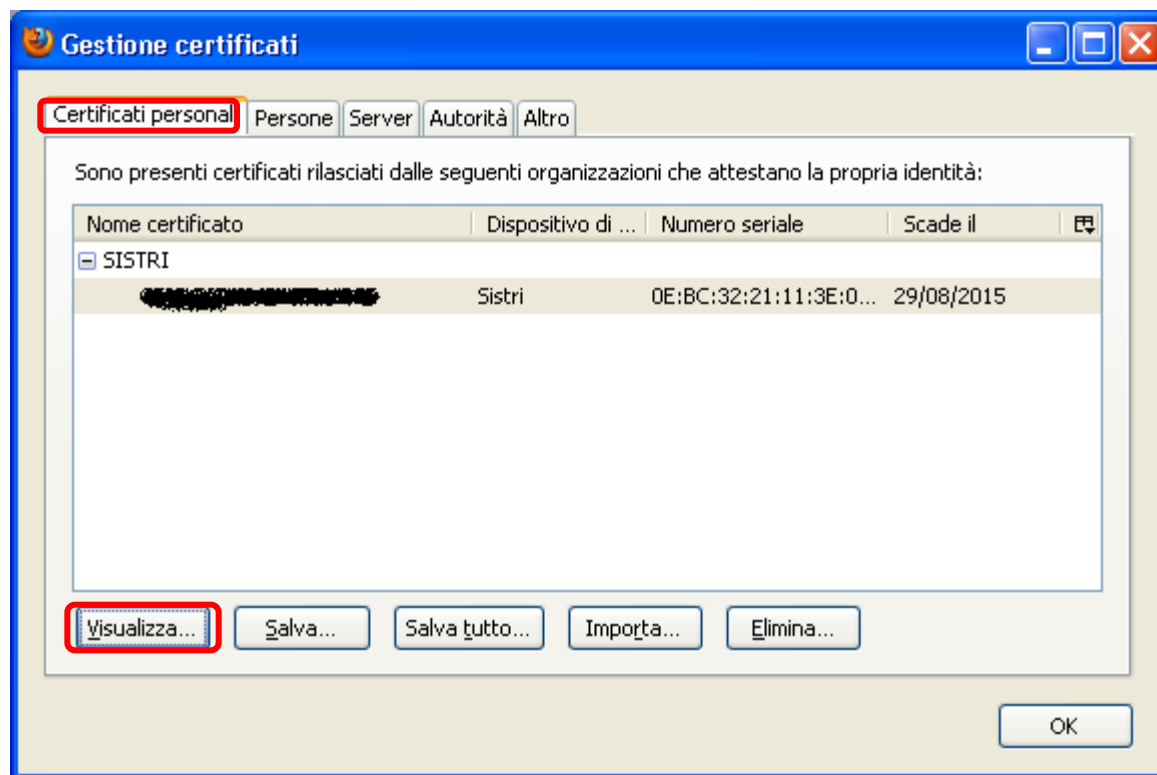 Gestione certificati
Certificati personal Persone Server Autorità Altro
Sono presenti certificati rilasciati dalle seguenti organizzazioni che attestano la propria identità:
Nome certificato Dispositivo di ... Numero seriale Scade il
SISTRI
Sistri 0E:BC:32:21:11:3E:0... 29/08/2015
Visualizza... Salva... Salva tutto... Importa... Elimina...
OK